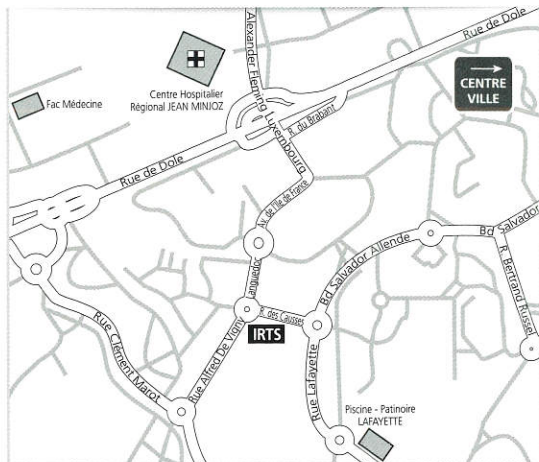 Rue de Dole
Alexander Fleming
Centre Hospitalier
Régional JEAN MINJOZ
CENTRE
VILLE
Fac Médecine
R. du Brabant
Luxembourg
Rue de Dole
Av. de l'Ile de France
Bd Salvador
Bd Salvador Allende
Languedoc
R. Bertrand Russel
R. des Causses
IRTS
Rue Clément Marot
Rue Alfred De Vigny
Rue Lafayette
Piscine - Patinoire
LAFAYETTE